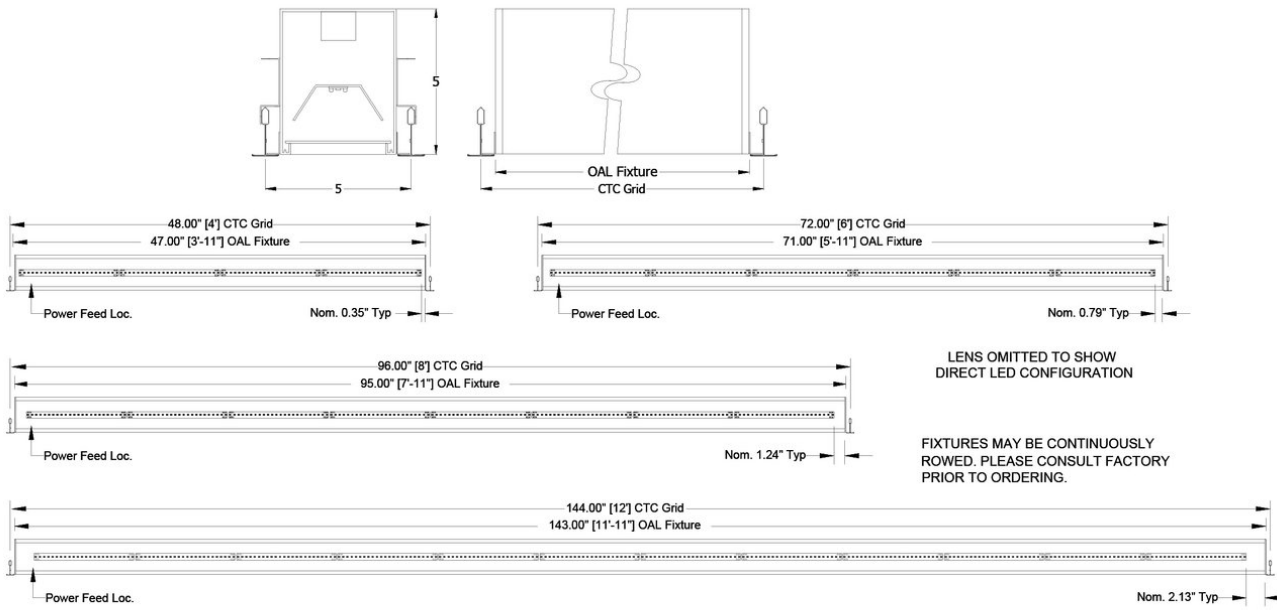 5
5
OAL Fixture
CTC Grid
48.00" [4'] CTC Grid
47.00" [3'-11"] OAL Fixture
Power Feed Loc.
Nom. 0.35" Typ
72.00" [6'] CTC Grid
71.00" [5'-11"] OAL Fixture
Power Feed Loc.
Nom. 0.79" Typ
96.00" [8'] CTC Grid
95.00" [7'-11"] OAL Fixture
Power Feed Loc.
Nom. 1.24" Typ
LENS OMITTED TO SHOW
DIRECT LED CONFIGURATION
FIXTURES MAY BE CONTINUOUSLY
ROWED. PLEASE CONSULT FACTORY
PRIOR TO ORDERING.
144.00" [12'] CTC Grid
143.00" [11'-11"] OAL Fixture
Power Feed Loc.
Nom. 2.13" Typ